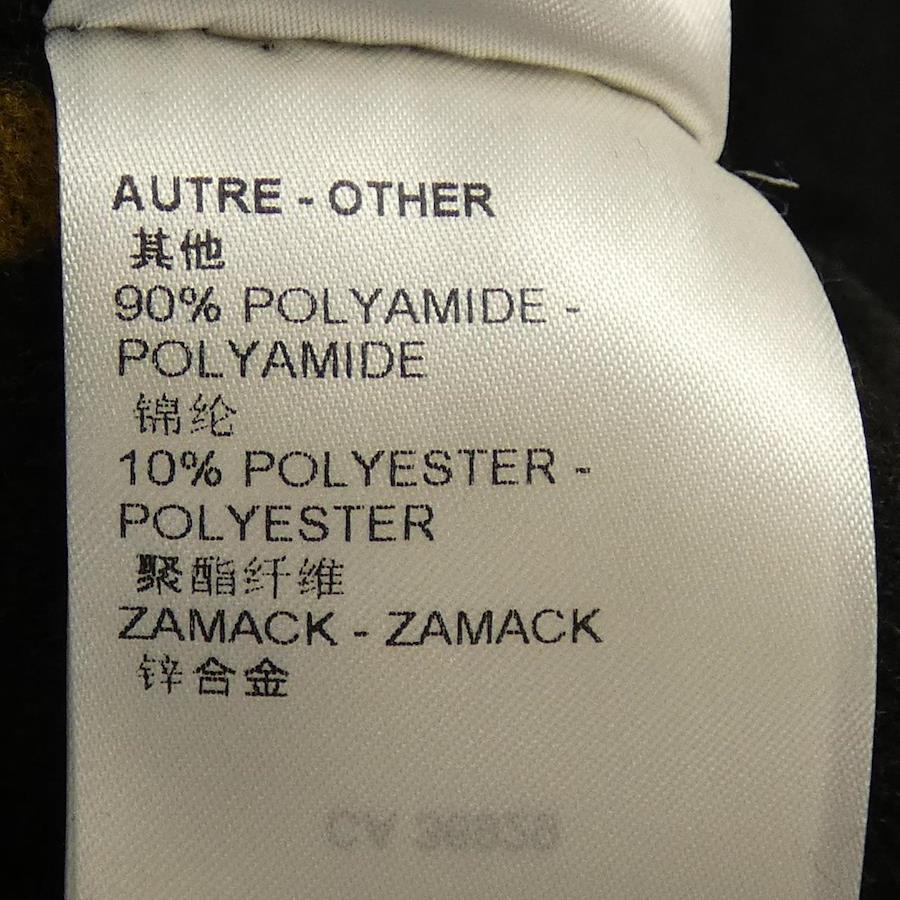 AUTRE - OTHER
其他
90% POLYAMIDE -
POLYAMIDE
锦纶
10% POLYESTER -
POLYESTER
聚酯纤维
ZAMACK - ZAMACK
锌合金
CV